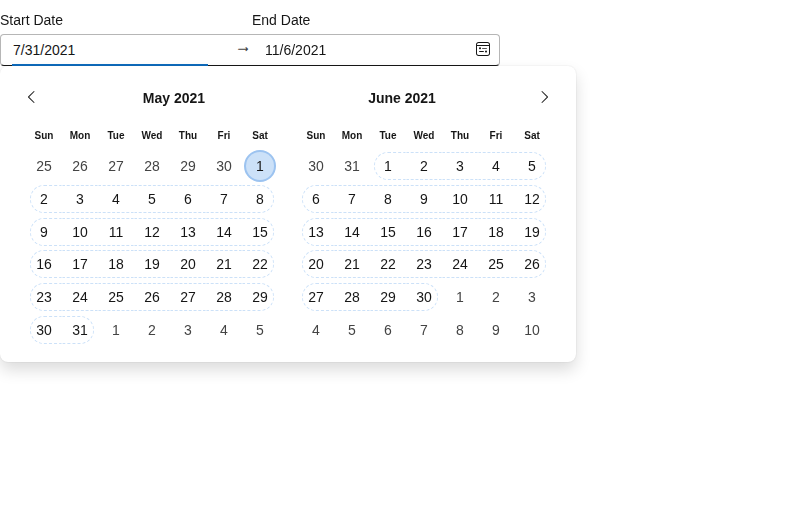 Start Date End Date
7/31/2021 → 11/6/2021
May 2021 June 2021
Sun Mon Tue Wed Thu Fri Sat Sun Mon Tue Wed Thu Fri Sat
25 26 27 28 29 30 1 30 31 1 2 3 4 5
2 3 4 5 6 7 8 6 7 8 9 10 11 12
9 10 11 12 13 14 15 13 14 15 16 17 18 19
16 17 18 19 20 21 22 20 21 22 23 24 25 26
23 24 25 26 27 28 29 27 28 29 30 1 2 3
30 31 1 2 3 4 5 4 5 6 7 8 9 10